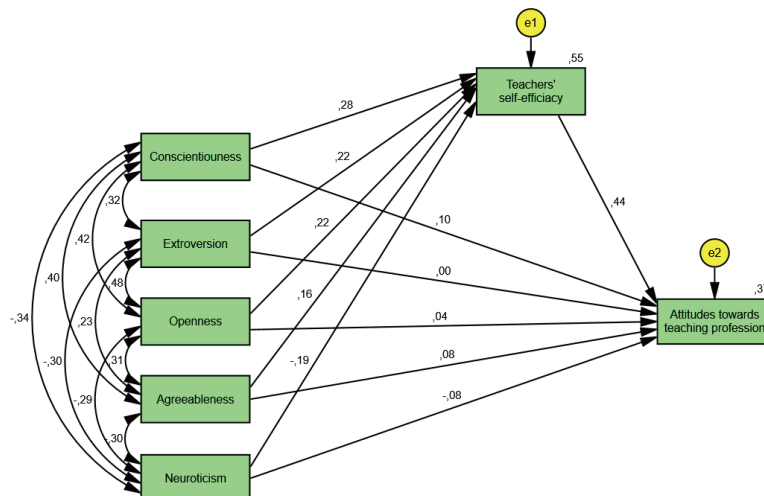 e1
,55
Teachers'
self-efficiacy
,28
Conscientiouness
,22
,32
,44
,10
Extroversion
,22
e2
,42
,00
,40
,48
,37
Openness
,16
,04
Attitudes towards
teaching profession
-,34
,23
,31
-,30
-,19
,08
Agreeableness
-,29
-,08
-,30
Neuroticism